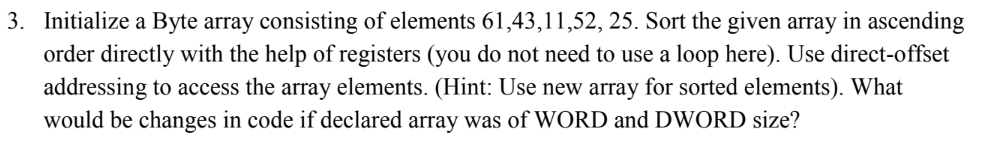 3. Initialize a Byte array consisting of elements 61,43,11,52, 25. Sort the given array in ascending
order directly with the help of registers (you do not need to use a loop here). Use direct-offset
addressing to access the array elements. (Hint: Use new array for sorted elements). What
would be changes in code if declared array was of WORD and DWORD size?